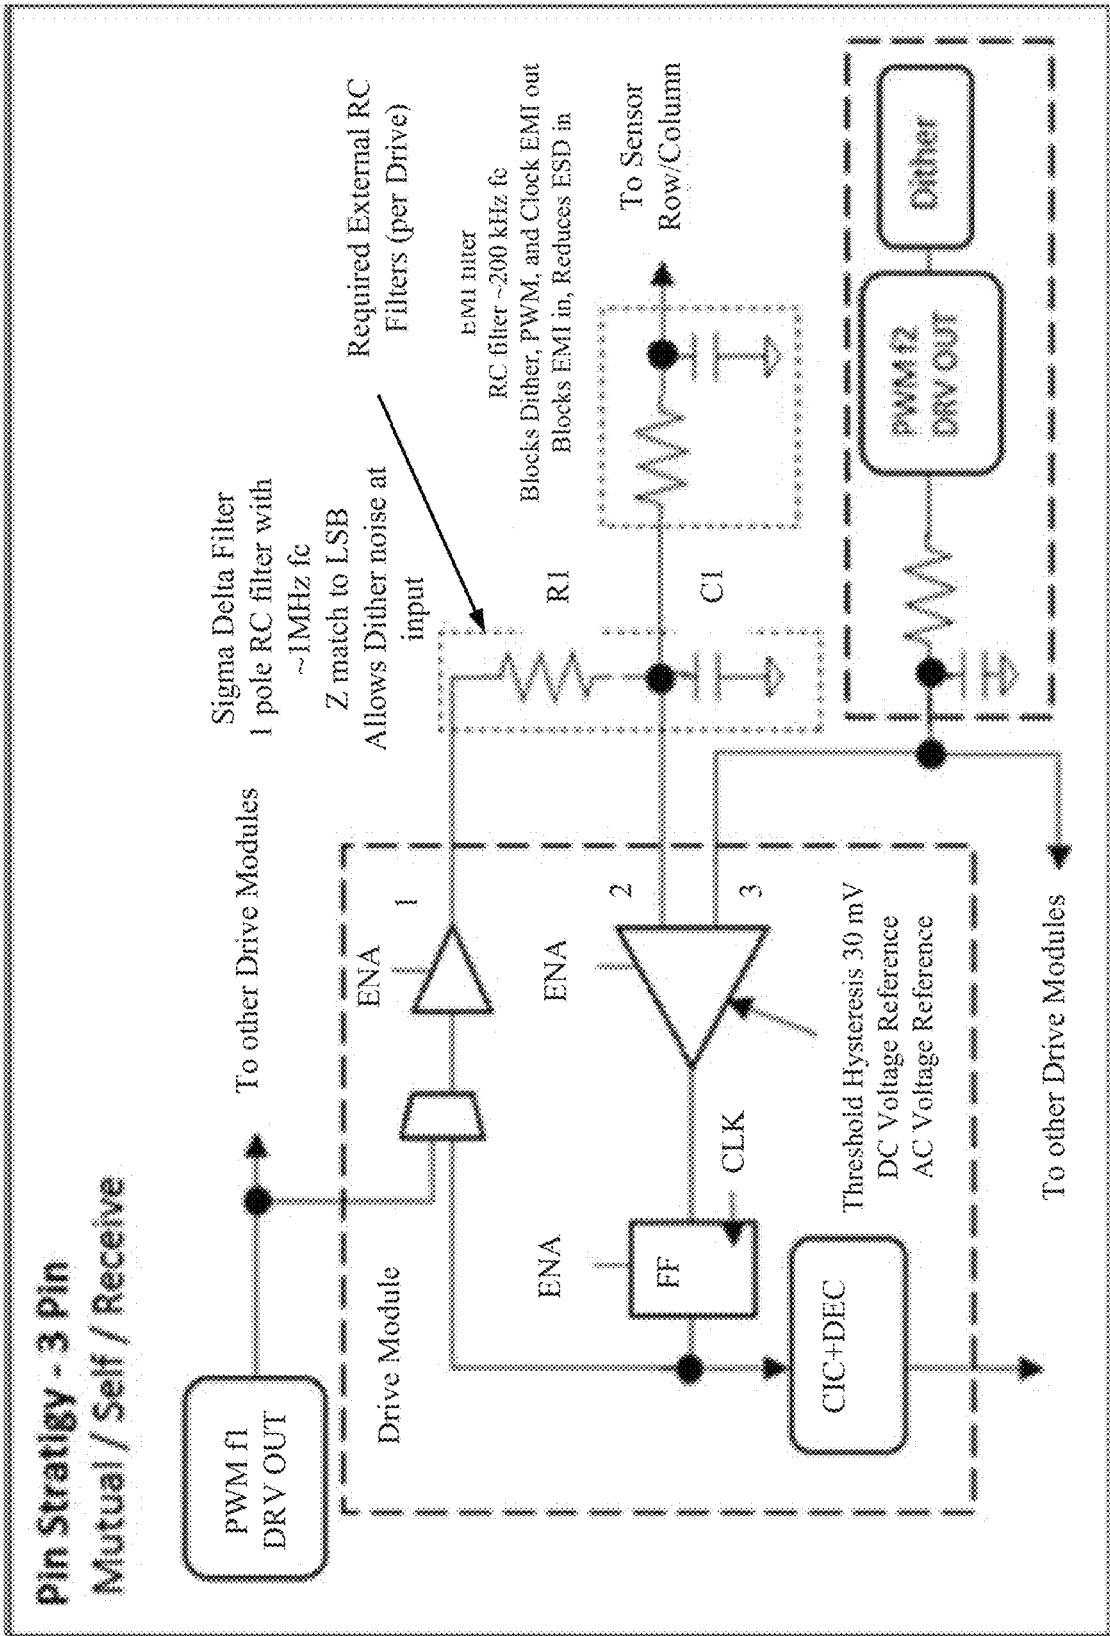 Pin Stratigy - 3 Pin
Mutual / Self / Receive
PWM f1
DRV OUT
To other Drive Modules
Sigma Delta Filter
1 pole RC filter with
~1MHz fc
Z match to LSB
Allows Dither noise at
input
Required External RC
Filters (per Drive)
Drive Module
ENA
1
R1
EMI filter
RC filter ~200 kHz fc
Blocks Dither, PWM, and Clock EMI out
Blocks EMI in, Reduces ESD in
ENA
FF
CLK
ENA
2
3
C1
To Sensor
Row/Column
CIC+DEC
Threshold Hysteresis 30 mV
DC Voltage Reference
AC Voltage Reference
PWM f2
DRV OUT
Dither
To other Drive Modules